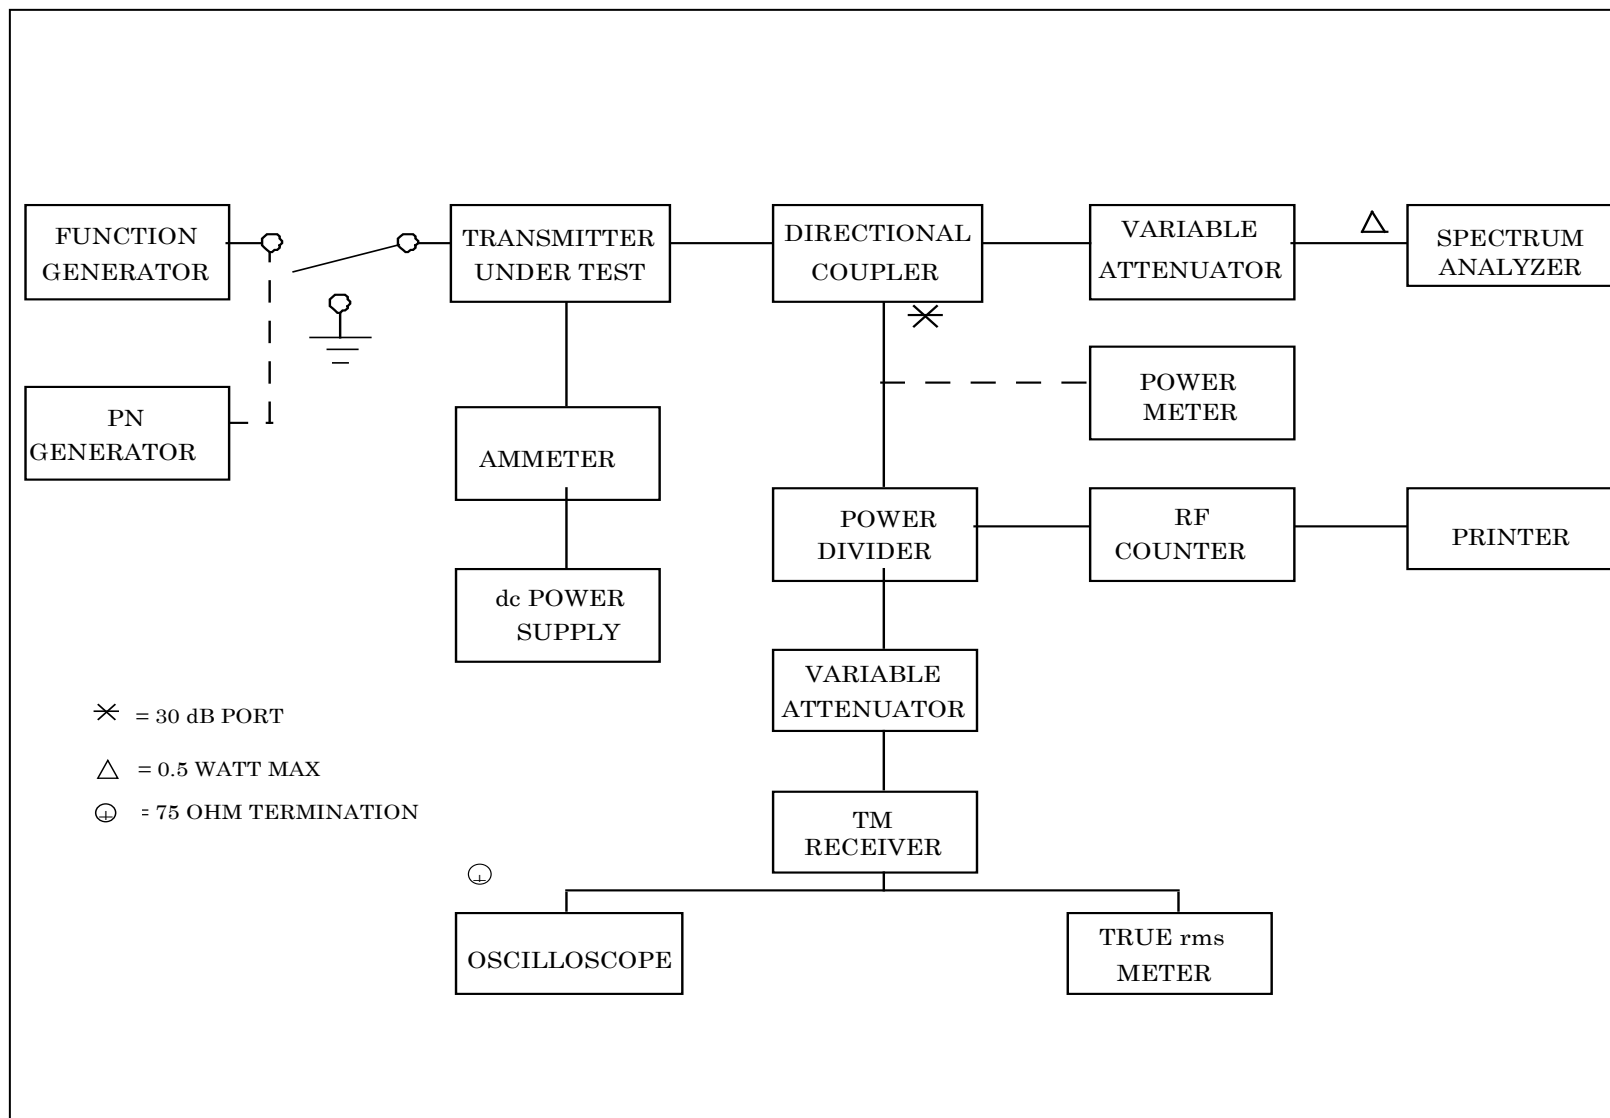 FUNCTION
GENERATOR
TRANSMITTER
UNDER TEST
DIRECTIONAL
COUPLER
VARIABLE
ATTENUATOR
SPECTRUM
ANALYZER
PN
GENERATOR
AMMETER
POWER
METER
POWER
DIVIDER
RF
COUNTER
PRINTER
dc POWER
SUPPLY
VARIABLE
ATTENUATOR
= 30 dB PORT
= 0.5 WATT MAX
= 75 OHM TERMINATION
TM
RECEIVER
OSCILLOSCOPE
TRUE rms
METER